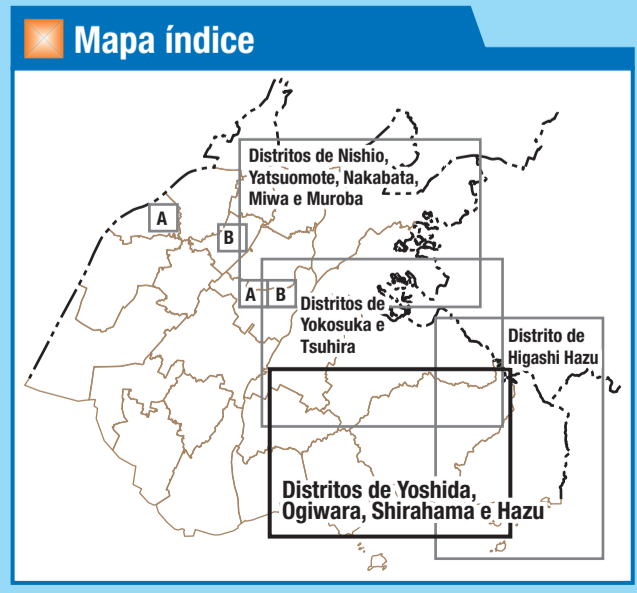 Mapa índice
Distritos de Nishio,
Yatsuomote, Nakabata,
Miwa e Muroba
A
B
A
B
Distritos de
Yokosuka e
Tsuhira
Distrito de
Higashi Hazu
Distritos de Yoshida,
Ogiwara, Shirahama e Hazu